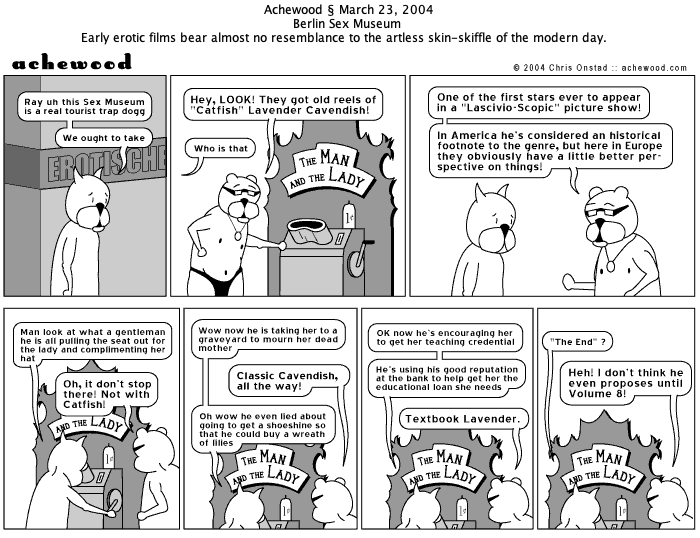 Achewood § March 23, 2004
Berlin Sex Museum
Early erotic films bear almost no resemblance to the artless skin-skiffle of the modern day.
achewood
© 2004 Chris Onstad :: achewood.com
Ray uh this Sex Museum
is a real tourist trap dogg
We ought to take
EROTISCHE
Hey, LOOK! They got old reels of
"Catfish" Lavender Cavendish!
Who is that
THE MAN
AND THE LADY
1¢
One of the first stars ever to appear
in a "Lascivio-Scopic" picture show!
In America he's considered an historical
footnote to the genre, but here in Europe
they obviously have a little better per-
spective on things!
Man look at what a gentleman
he is all pulling the seat out for
the lady and complimenting her
hat
Oh, it don't stop
there! Not with
Catfish!
AND THE LADY
1¢
Wow now he is taking her to a
graveyard to mourn her dead
mother
Classic Cavendish,
all the way!
Oh wow he even lied about
going to get a shoeshine so
that he could buy a wreath
of lilies
THE MAN
AND THE LADY
1¢
OK now he's encouraging her
to get her teaching credential
He's using his good reputation
at the bank to help get her the
educational loan she needs
Textbook Lavender.
THE MAN
AND THE LADY
1¢
"The End" ?
Heh! I don't think he
even proposes until
Volume 8!
THE MAN
AND THE LADY
1¢